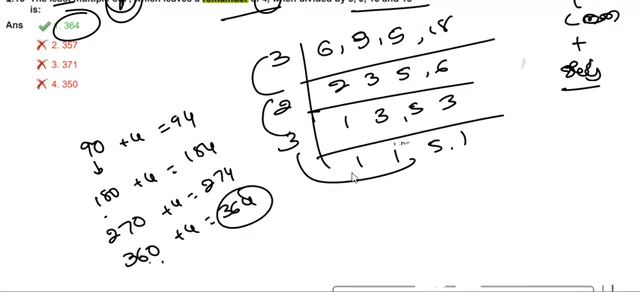 is:
Ans 1. 364
2. 357
3. 371
4. 350
3 6, 9, 5, 18
2 2 3 5, 6
3 1 3, 5 3
1 1 5, 1
90 + 4 = 94
180 + 4 = 184
270 + 4 = 274
360 + 4 = 364
+